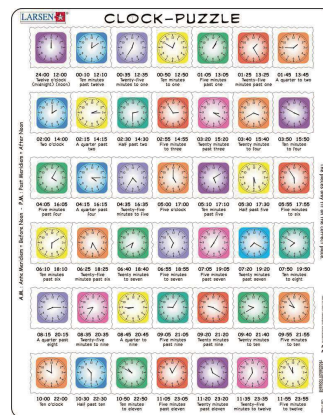 LARSEN
CLOCK-PUZZLE
24:00 12:00 00:10 12:10 00:35 12:35 00:50 12:50 01:05 13:05 01:25 13:25 01:45 13:45
Twelve o'clock Ten minutes Twenty-five Ten minutes Five minutes Twenty-five A quarter to two
(midnight) (noon) past twelve minutes to one to one past one minutes past one
02:00 14:00 02:15 14:15 02:30 14:30 02:55 14:55 03:20 15:20 03:40 15:40 03:50 15:50
Two o'clock A quarter past Half past two Five minutes Twenty minutes Twenty minutes Ten minutes
two to three past three to four to four
04:05 16:05 04:15 16:15 04:35 16:35 05:00 17:00 05:10 17:10 05:30 17:30 05:55 17:55
Five minutes A quarter past Twenty-five Five o'clock Ten minutes Half past five Five minutes
past four four minutes to five past five to six
06:10 18:10 06:25 18:25 06:40 18:40 06:55 18:55 07:05 19:05 07:20 19:20 07:50 19:50
Ten minutes Twenty-five Twenty minutes Five minutes Five minutes Twenty minutes Ten minutes
past six minutes past six to seven to seven past seven past seven to eight
08:15 20:15 08:35 20:35 08:45 20:45 09:05 21:05 09:20 21:20 09:40 21:40 09:55 21:55
A quarter past Twenty-five A quarter to Five minutes Twenty minutes Twenty minutes Five minutes
eight minutes to nine nine past nine past nine to ten to ten
10:00 22:00 10:30 22:30 10:50 22:50 11:05 23:05 11:20 23:20 11:35 23:35 11:55 23:55
Ten o'clock Half past ten Ten minutes Five minutes Twenty minutes Twenty-five Five minutes
to eleven past eleven past eleven minutes to twelve to twelve
A.M. : Ante Meridiem • Before Noon - P.M. : Post Meridiem • After Noon